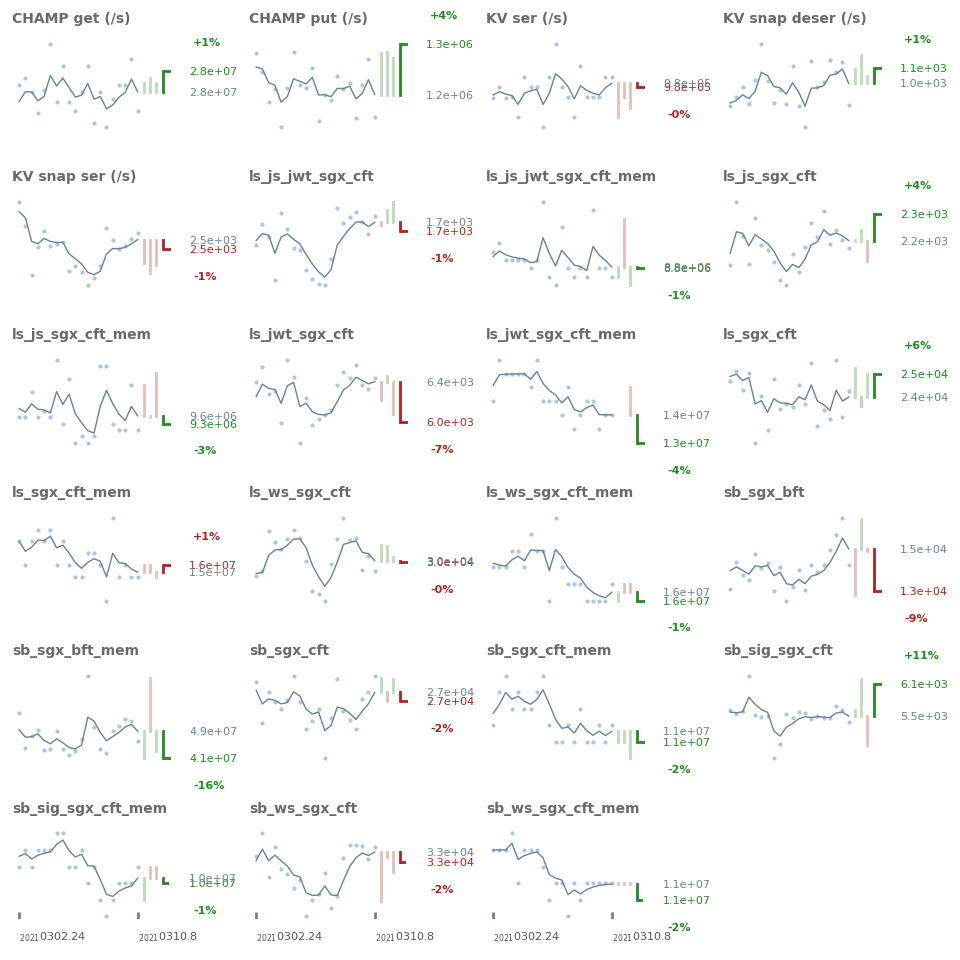 CHAMP get (/s)
+1%
2.8e+07
2.8e+07
CHAMP put (/s)
+4%
1.3e+06
1.2e+06
KV ser (/s)
9.8e+05
9.8e+05
-0%
KV snap deser (/s)
+1%
1.1e+03
1.0e+03
KV snap ser (/s)
2.5e+03
2.5e+03
-1%
ls_js_jwt_sgx_cft
1.7e+03
1.7e+03
-1%
ls_js_jwt_sgx_cft_mem
8.8e+06
8.8e+06
-1%
ls_js_sgx_cft
+4%
2.3e+03
2.2e+03
ls_js_sgx_cft_mem
9.6e+06
9.3e+06
-3%
ls_jwt_sgx_cft
6.4e+03
6.0e+03
-7%
ls_jwt_sgx_cft_mem
1.4e+07
1.3e+07
-4%
ls_sgx_cft
+6%
2.5e+04
2.4e+04
ls_sgx_cft_mem
+1%
1.6e+07
1.5e+07
ls_ws_sgx_cft
3.0e+04
-0%
ls_ws_sgx_cft_mem
1.6e+07
1.6e+07
-1%
sb_sgx_bft
1.5e+04
1.3e+04
-9%
sb_sgx_bft_mem
4.9e+07
4.1e+07
-16%
sb_sgx_cft
2.7e+04
2.7e+04
-2%
sb_sgx_cft_mem
1.1e+07
1.1e+07
-2%
sb_sig_sgx_cft
+11%
6.1e+03
5.5e+03
sb_sig_sgx_cft_mem
1.0e+07
1.0e+07
-1%
2021 0302.24
2021 0310.8
sb_ws_sgx_cft
3.3e+04
3.3e+04
-2%
2021 0302.24
2021 0310.8
sb_ws_sgx_cft_mem
1.1e+07
1.1e+07
-2%
2021 0302.24
2021 0310.8